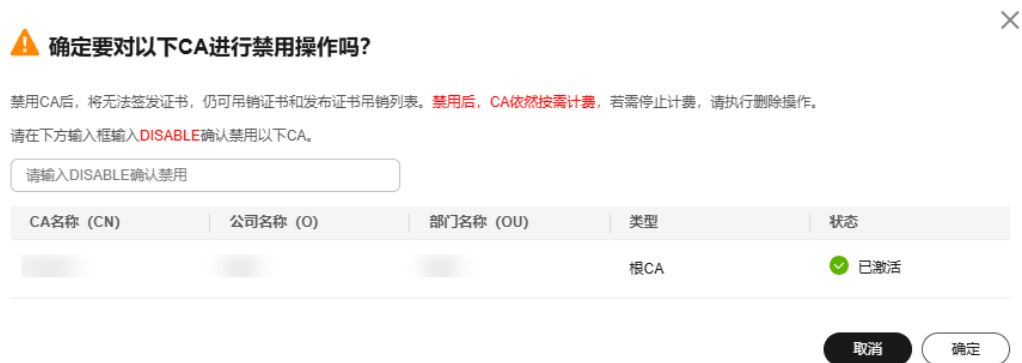 确定要对以下CA进行禁用操作吗?
禁用CA后，将无法签发证书，仍可吊销证书和发布证书吊销列表。禁用后，CA依然按需计费，若需停止计费，请执行删除操作。
请在下方输入框输入DISABLE确认禁用以下CA。
请输入DISABLE确认禁用
CA名称（CN） 公司名称（O） 部门名称（OU） 类型 状态
根CA 已激活
取消 确定